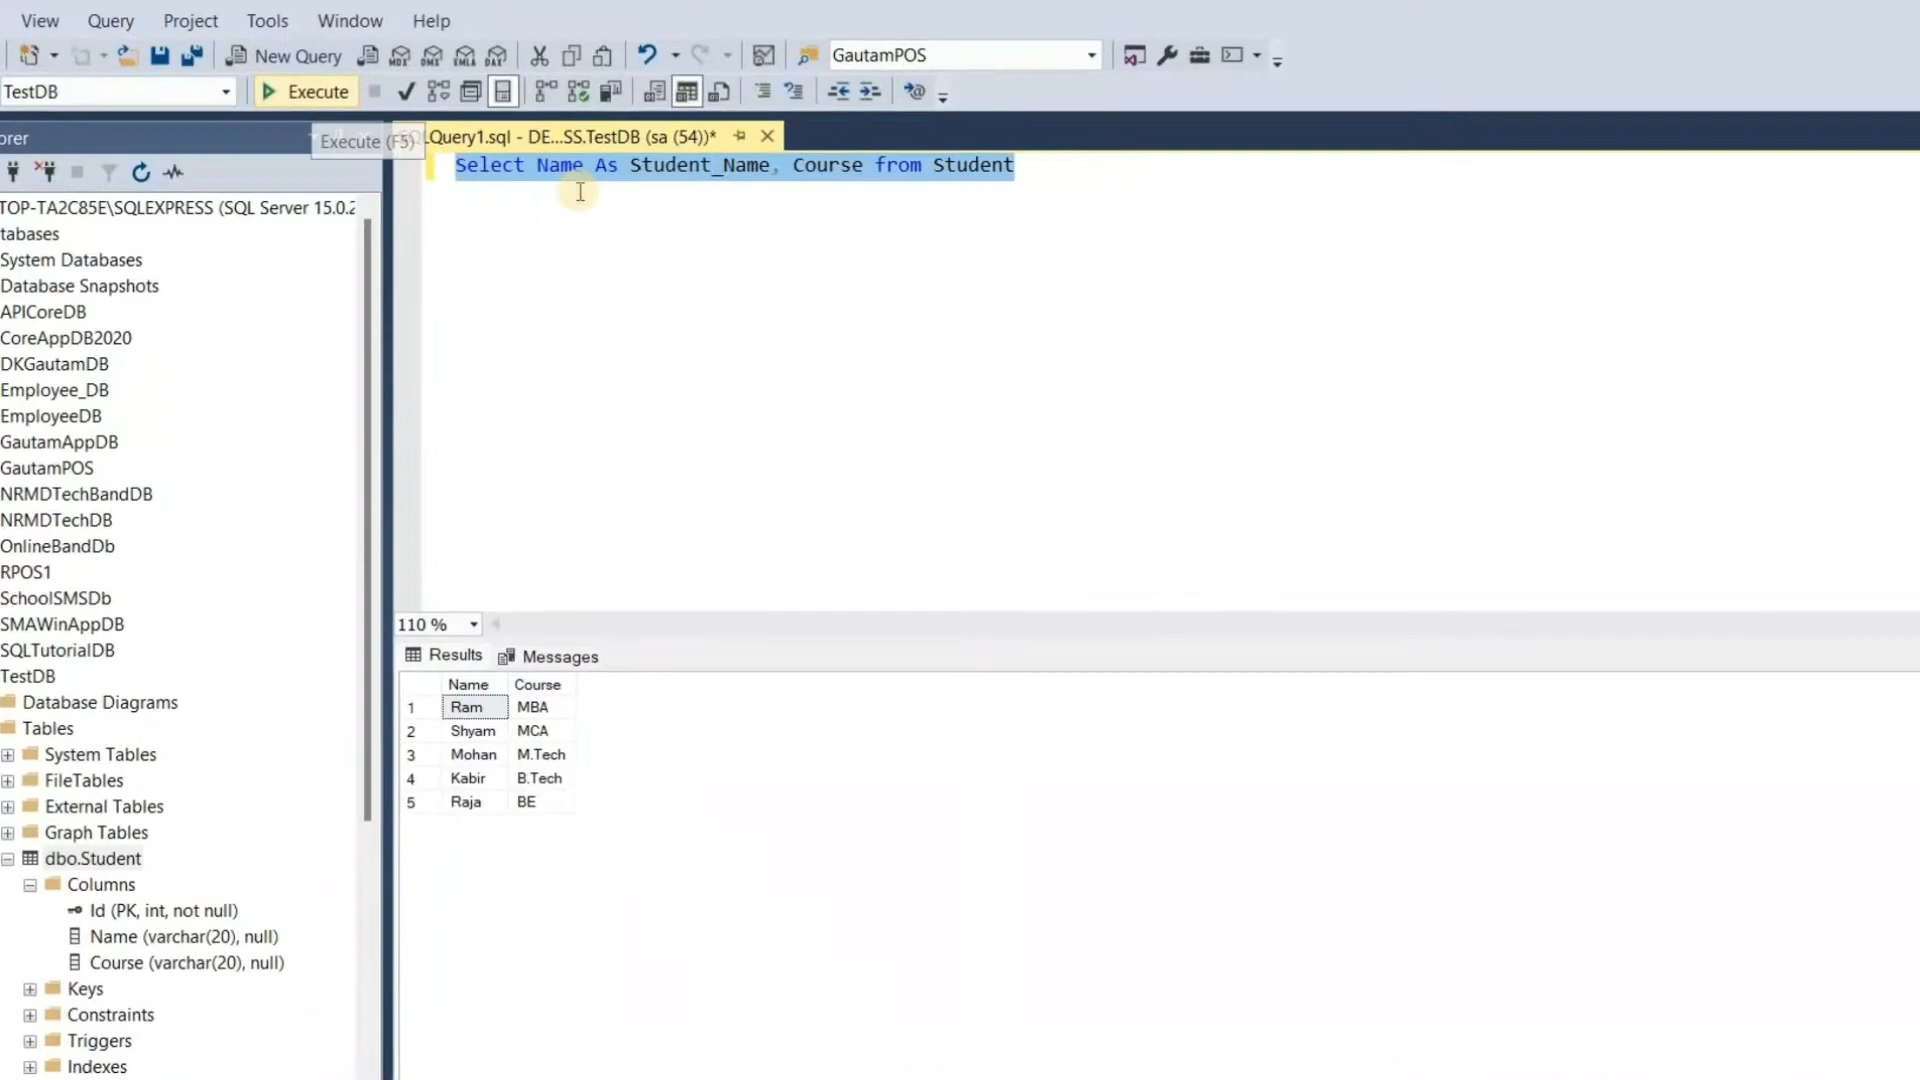 View Query Project Tools Window Help
New Query MDX DMX XMLA DAX GautamPOS
TestDB Execute
orer
Execute (F5)
LQuery1.sql - DE...SS.TestDB (sa (54))*
Select Name As Student_Name, Course from Student
TOP-TA2C85E\SQLEXPRESS (SQL Server 15.0.2
tabases
System Databases
Database Snapshots
APICoreDB
CoreAppDB2020
DKGautamDB
Employee_DB
EmployeeDB
GautamAppDB
GautamPOS
NRMDTechBandDB
NRMDTechDB
OnlineBandDb
RPOS1
SchoolSMSDb
SMAWinAppDB
SQLTutorialDB
TestDB
Database Diagrams
Tables
System Tables
FileTables
External Tables
Graph Tables
dbo.Student
Columns
Id (PK, int, not null)
Name (varchar(20), null)
Course (varchar(20), null)
Keys
Constraints
Triggers
Indexes
110 %
Results Messages
Name Course
1 Ram MBA
2 Shyam MCA
3 Mohan M.Tech
4 Kabir B.Tech
5 Raja BE